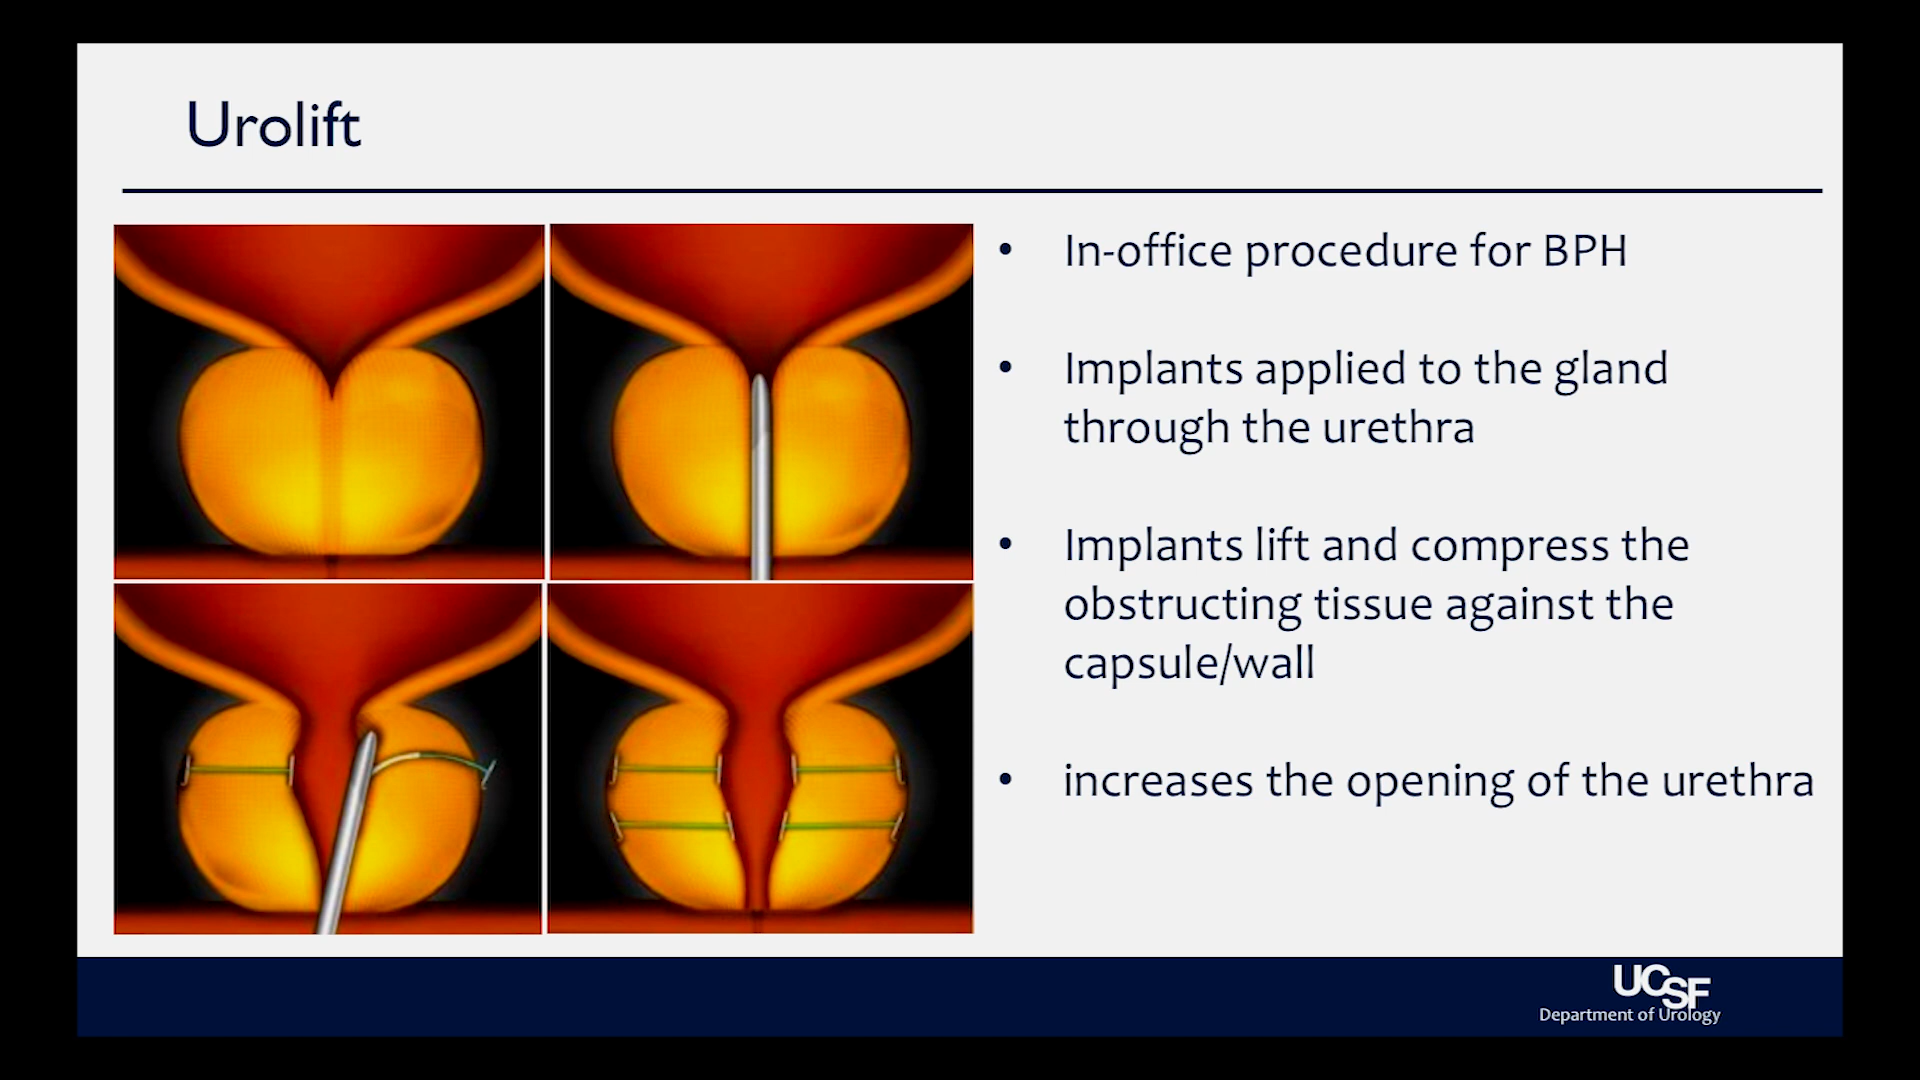 Urolift
• In-office procedure for BPH
• Implants applied to the gland
through the urethra
• Implants lift and compress the
obstructing tissue against the
capsule/wall
• increases the opening of the urethra
UCSF
Department of Urology